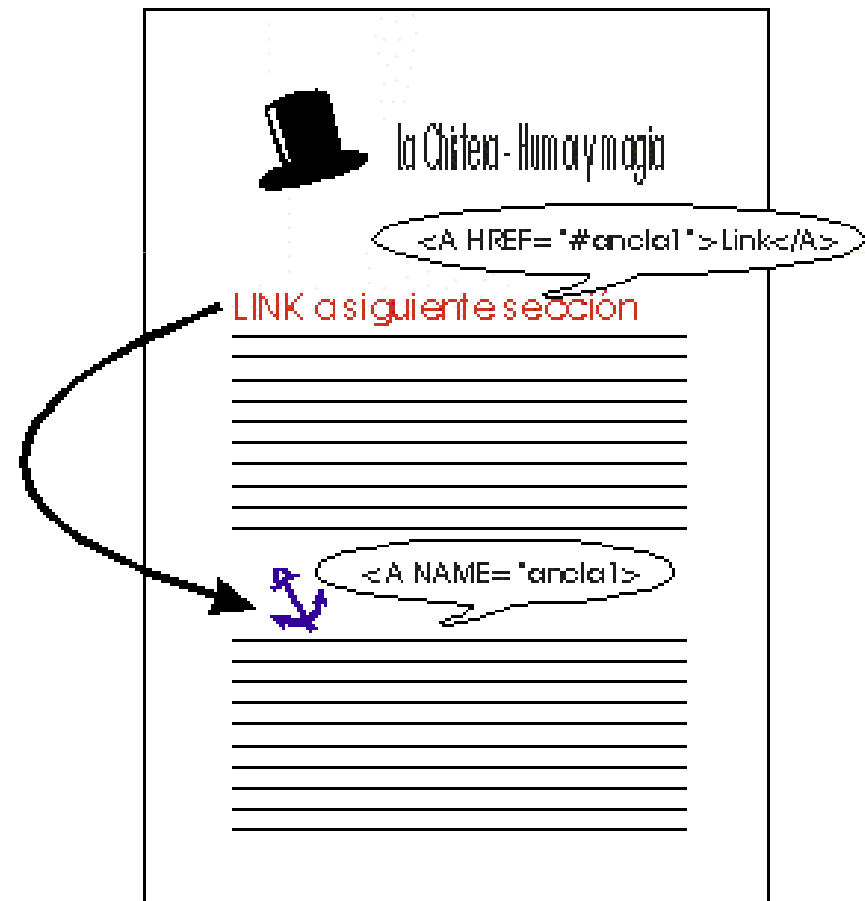 la Chistera - Humor y magia
<A HREF="#ancla1">Link</A>
LINK a siguiente sección
<A NAME="ancla1>